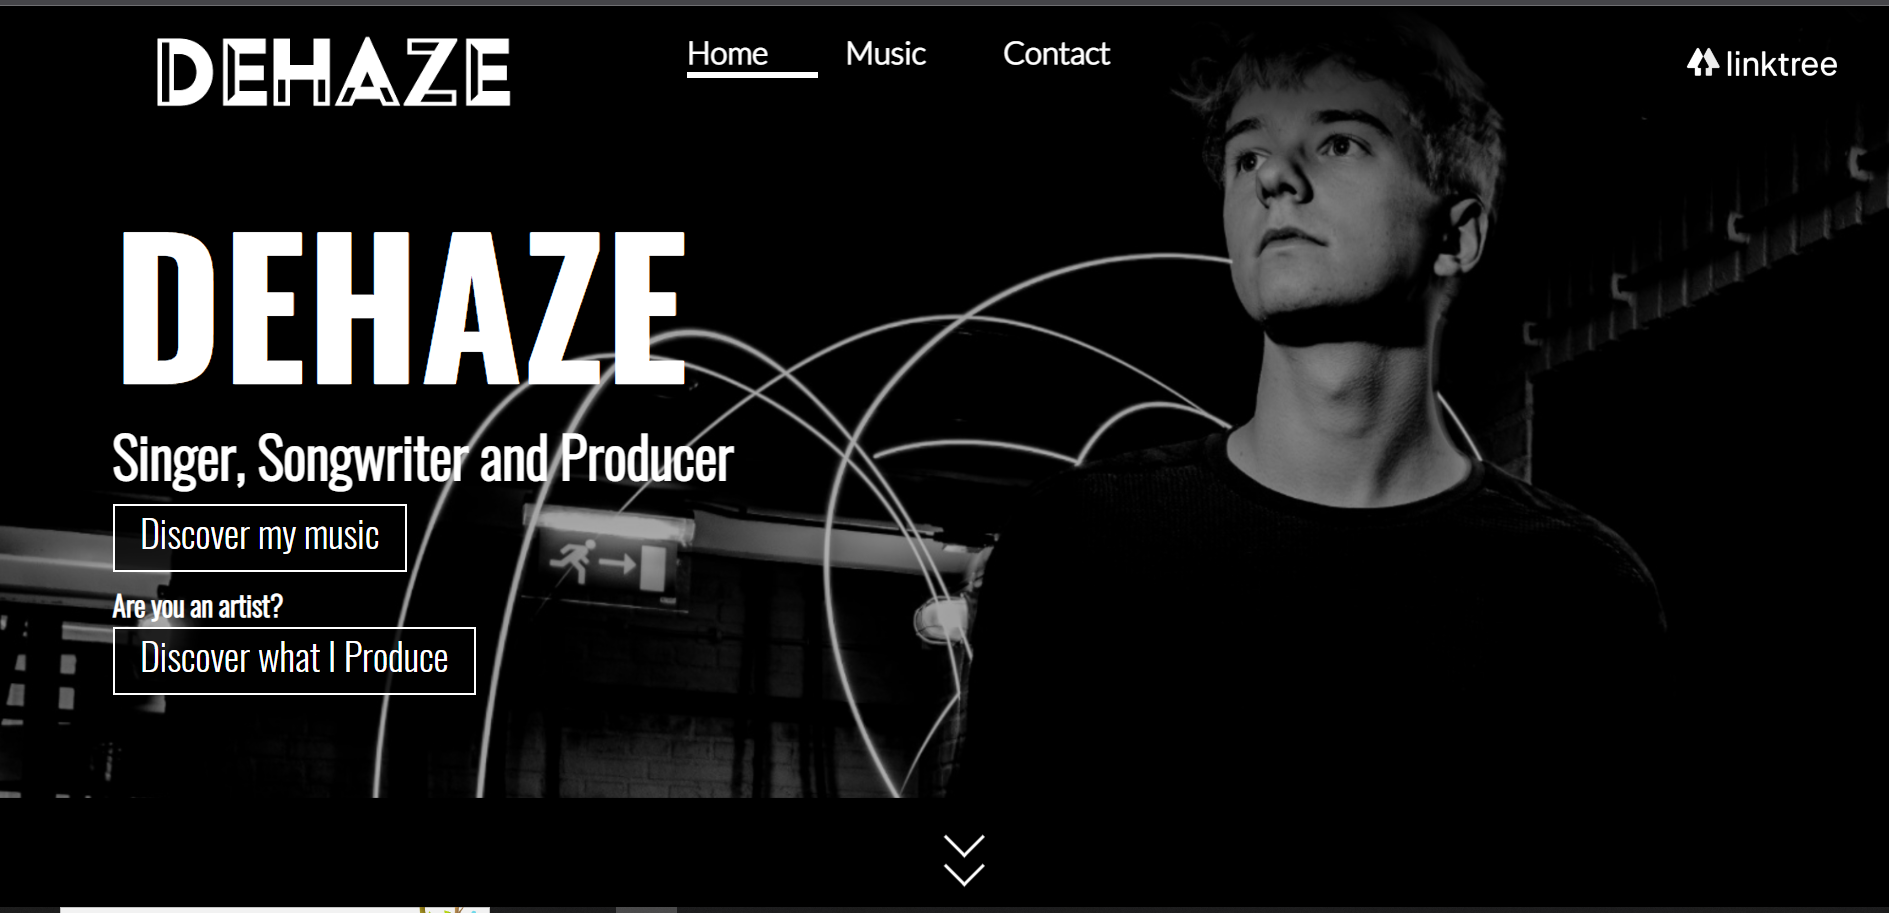 DEHAZE
Home Music Contact
linktree
DEHAZE
Singer, Songwriter and Producer
Discover my music
Are you an artist?
Discover what I Produce